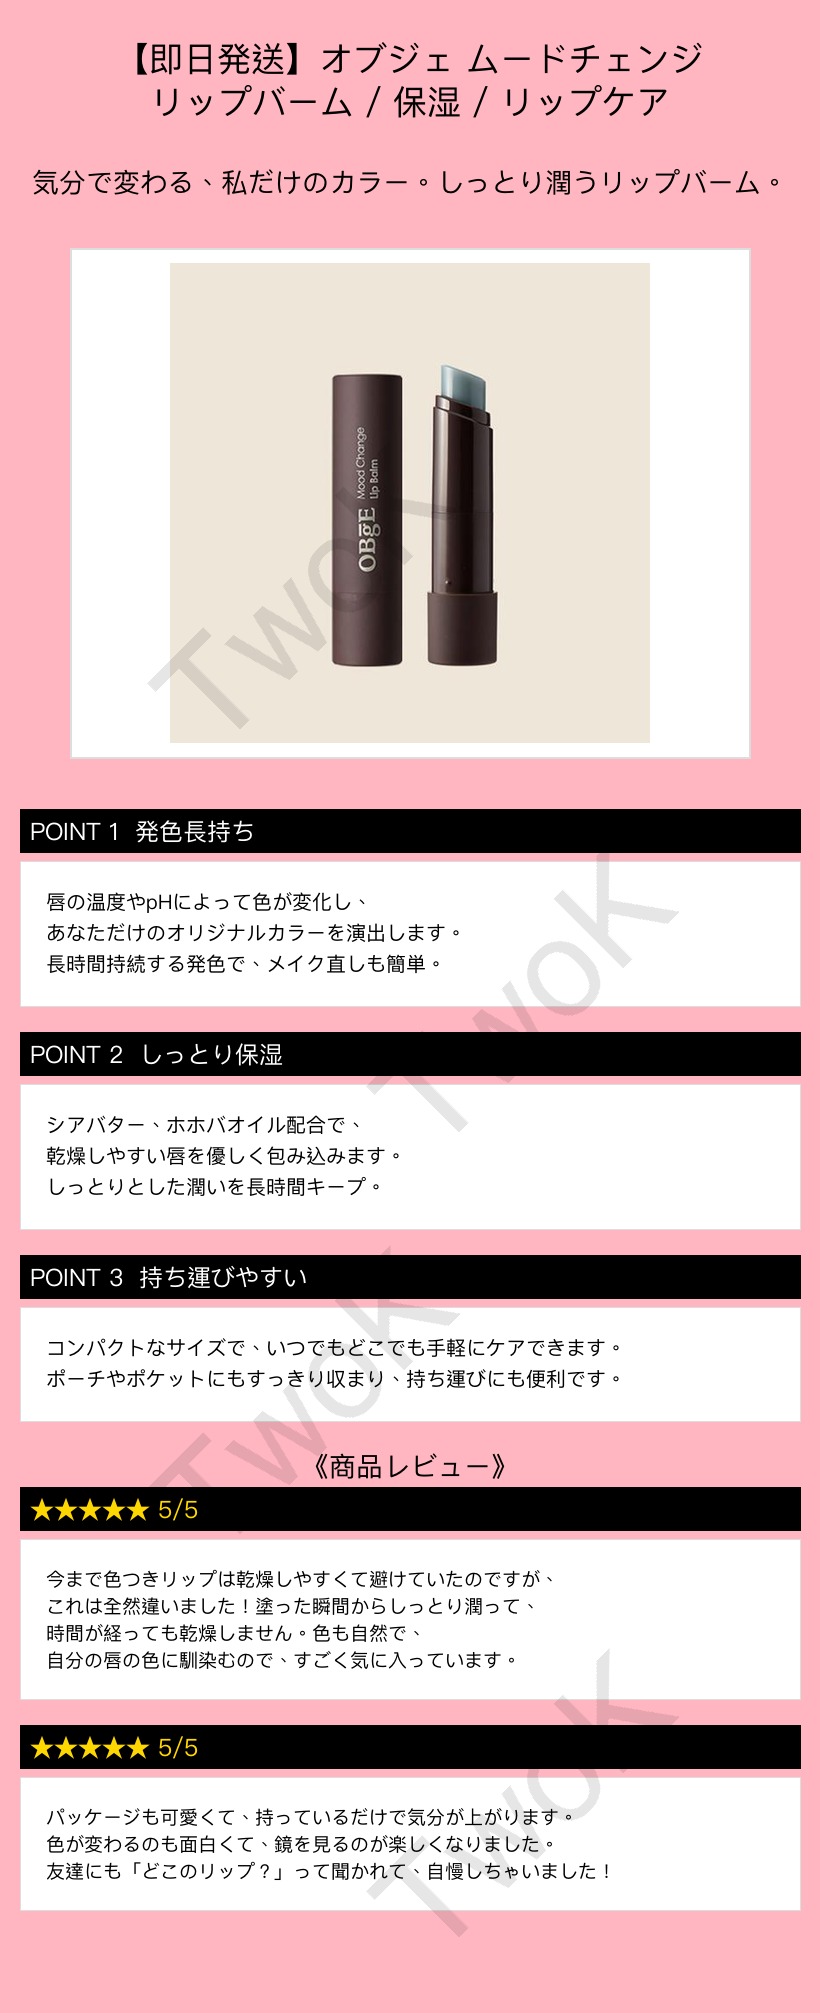 【即日発送】オブジェ ムードチェンジ
リップバーム / 保湿 / リップケア
気分で変わる、私だけのカラー。しっとり潤うリップバーム。
OBgE Mood Change
Lip Balm
TwoK
POINT 1 発色長持ち
唇の温度やpHによって色が変化し、
あなただけのオリジナルカラーを演出します。
長時間持続する発色で、メイク直しも簡単。
TwoK
POINT 2 しっとり保湿
シアバター、ホホバオイル配合で、
乾燥しやすい唇を優しく包み込みます。
しっとりとした潤いを長時間キープ。
POINT 3 持ち運びやすい
コンパクトなサイズで、いつでもどこでも手軽にケアできます。
ポーチやポケットにもすっきり収まり、持ち運びにも便利です。
TwoK
《商品レビュー》
★★★★★ 5/5
今まで色つきリップは乾燥しやすくて避けていたのですが、
これは全然違いました！塗った瞬間からしっとり潤って、
時間が経っても乾燥しません。色も自然で、
自分の唇の色に馴染むので、すごく気に入っています。
★★★★★ 5/5
パッケージも可愛くて、持っているだけで気分が上がります。
色が変わるのも面白くて、鏡を見るのが楽しくなりました。
友達にも「どこのリップ？」って聞かれて、自慢しちゃいました！
TwoK